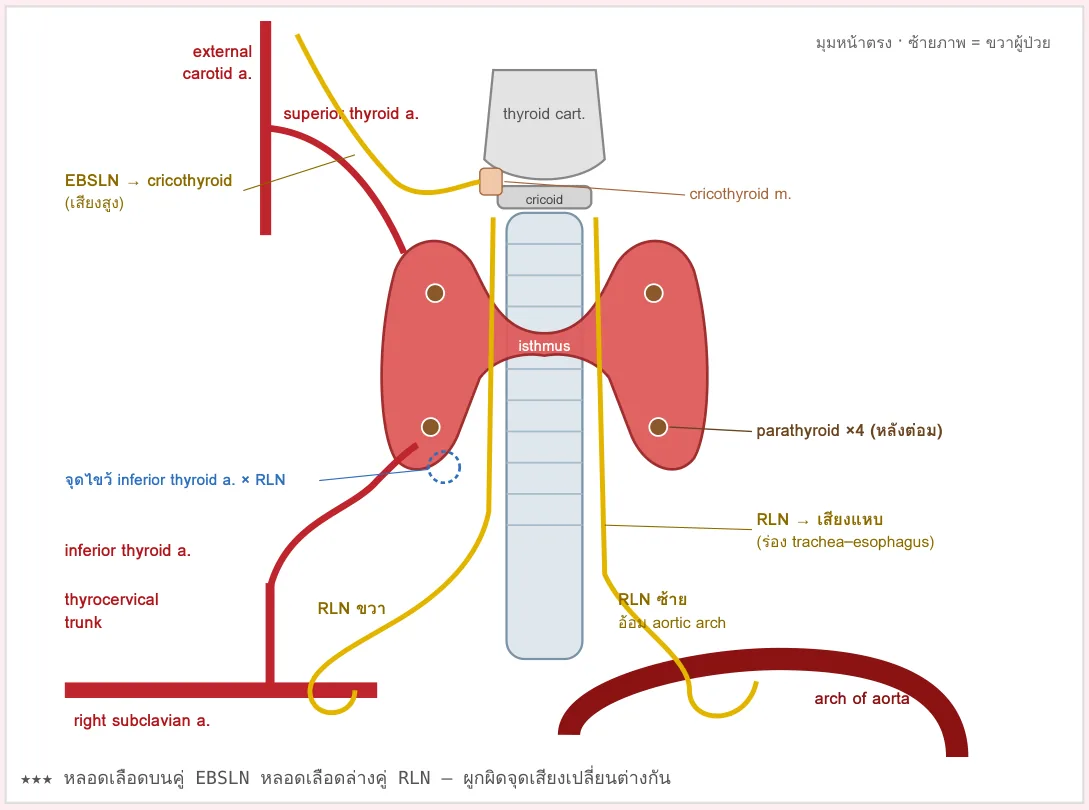 มุมหน้าตรง · ซ้ายภาพ = ขวาผู้ป่วย
external
carotid a.
superior thyroid a.
thyroid cart.
EBSLN → cricothyroid
(เสียงสูง)
cricothyroid m.
cricoid
isthmus
parathyroid ×4 (หลังต่อม)
จุดไขว้ inferior thyroid a. × RLN
RLN → เสียงแหบ
(ร่อง trachea–esophagus)
inferior thyroid a.
thyrocervical
trunk
RLN ขวา
RLN ซ้าย
อ้อม aortic arch
arch of aorta
right subclavian a.
★★★ หลอดเลือดบนคู่ EBSLN หลอดเลือดล่างคู่ RLN — ผูกผิดจุดเสียงเปลี่ยนต่างกัน